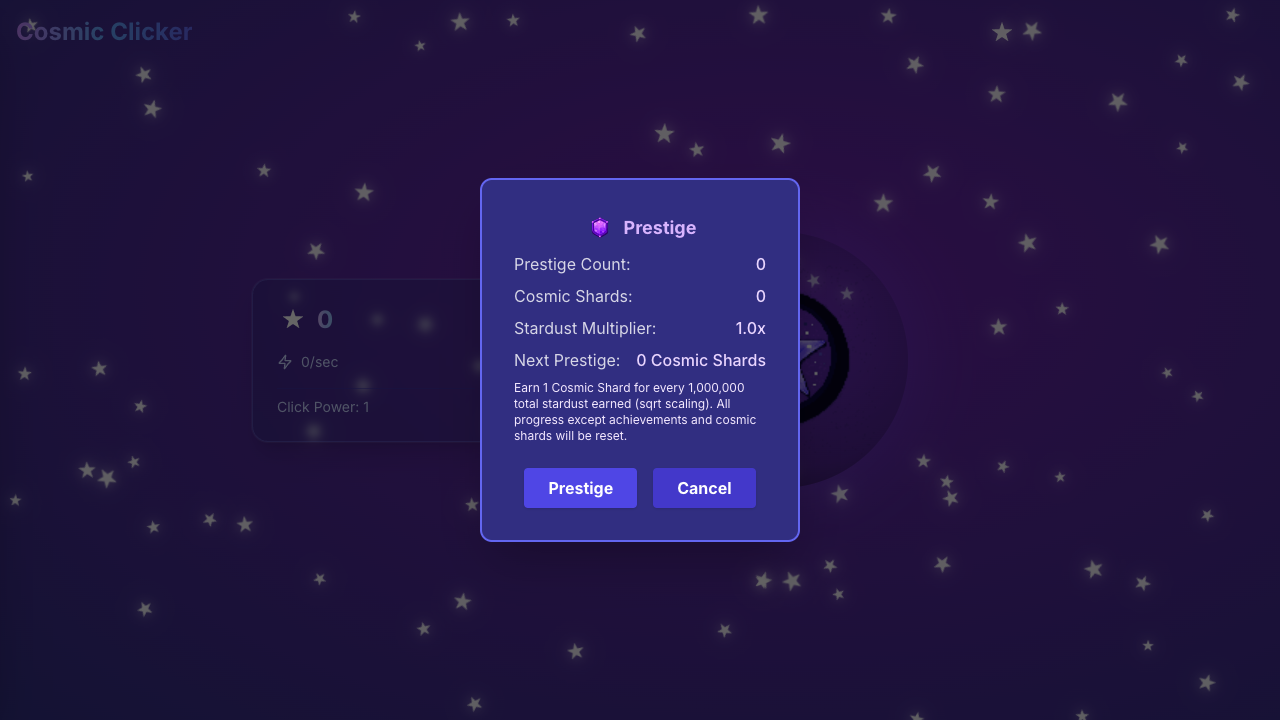 Cosmic Clicker
Prestige
Prestige Count: 0
Cosmic Shards: 0
Stardust Multiplier: 1.0x
Next Prestige: 0 Cosmic Shards
Earn 1 Cosmic Shard for every 1,000,000
total stardust earned (sqrt scaling). All
progress except achievements and cosmic
shards will be reset.
Prestige Cancel
0
0/sec
Click Power: 1